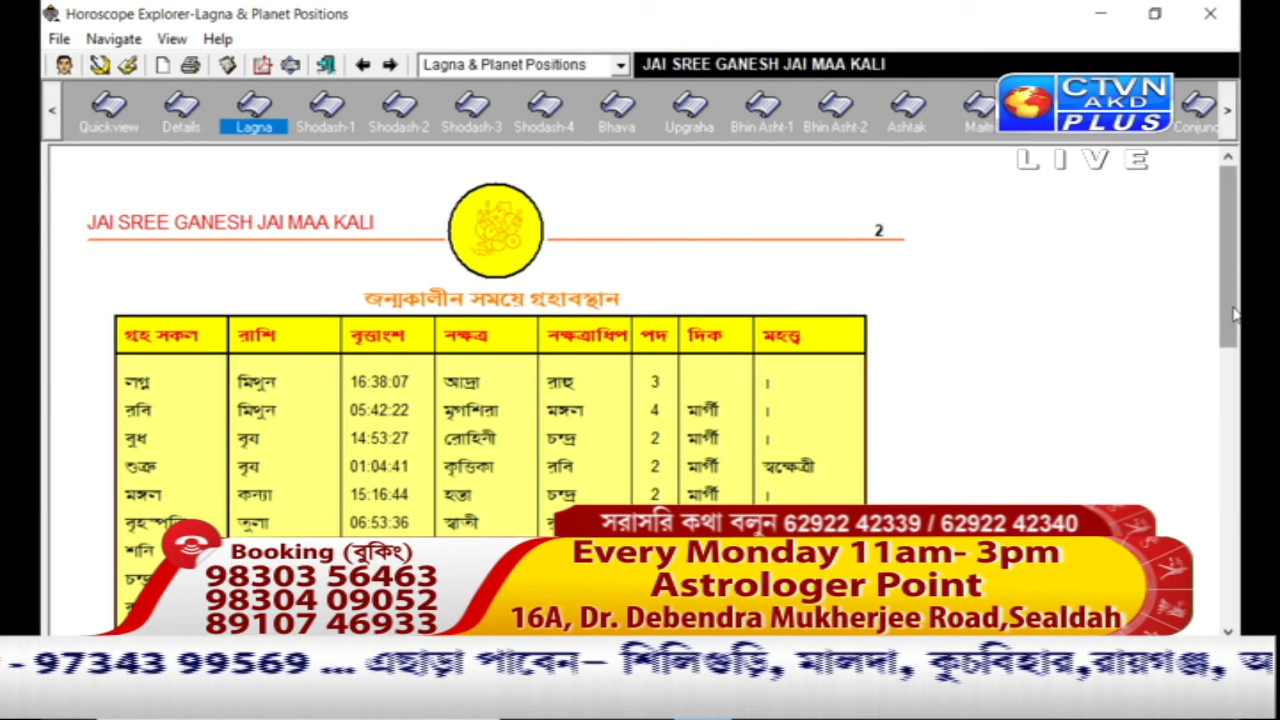 Horoscope Explorer-Lagna & Planet Positions
File Navigate View Help
Lagna & Planet Positions JAI SREE GANESH JAI MAA KALI
Quickview Details Lagna Shodash-1 Shodash-2 Shodash-3 Shodash-4 Bhava Upgraha Bhin Asht-1 Bhin Asht-2 Ashtak
CTVN
AKD
PLUS
LIVE
JAI SREE GANESH JAI MAA KALI 2
জন্মকালীন সময়ে গ্রহাবস্থান
গ্রহ সকল রাশি বৃত্তাংশ নক্ষত্র নক্ষত্রাধিপ পদ দিক মহত্ত্ব
লগ্ন মিথুন 16:38:07 আদ্রা রাহু 3 ।
রবি মিথুন 05:42:22 মৃগশিরা মঙ্গল 4 মার্গী ।
বুধ বৃষ 14:53:27 রোহিনী চন্দ্র 2 মার্গী ।
শুক্র বৃষ 01:04:41 কৃত্তিকা রবি 2 মার্গী স্বক্ষেত্রী
মঙ্গল কন্যা 15:16:44 হস্তা চন্দ্র 2 মার্গী ।
তুলা 06:53:36 স্বাতী
শনি
সরাসরি কথা বলুন 62922 42339 / 62922 42340
Booking (বুকিং)
98303 56463
98304 09052
89107 46933
Every Monday 11am- 3pm
Astrologer Point
16A, Dr. Debendra Mukherjee Road,Sealdah
- 97343 99569 ... এছাড়া পাবেন– শিলিগুড়ি, মালদা, কুচবিহার,রায়গঞ্জ,